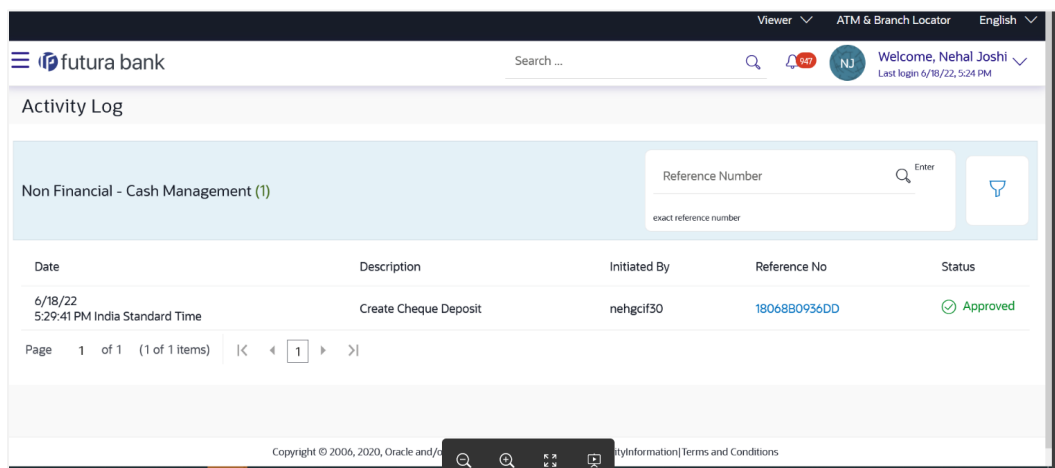 Viewer ATM & Branch Locator English
futura bank Search ... 947 NJ Welcome, Nehal Joshi
Last login 6/18/22, 5:24 PM
Activity Log
Non Financial - Cash Management (1)
Reference Number Enter
exact reference number
Date Description Initiated By Reference No Status
6/18/22
5:29:41 PM India Standard Time Create Cheque Deposit nehgcif30 18068B0936DD Approved
Page 1 of 1 (1 of 1 items) 1
Copyright © 2006, 2020, Oracle and/o ityInformation|Terms and Conditions